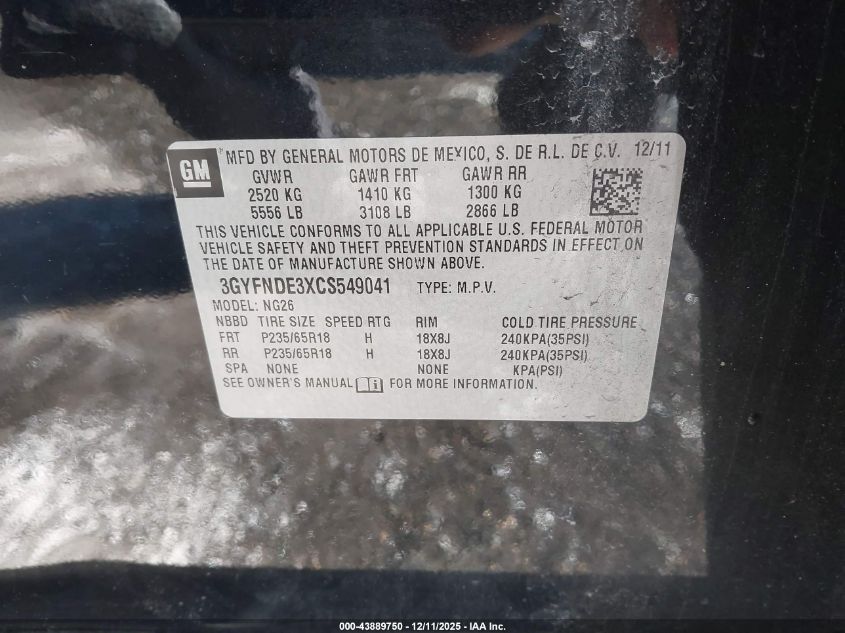 GM
MFD BY GENERAL MOTORS DE MEXICO, S. DE R.L. DE C.V. 12/11
GVWR GAWR FRT GAWR RR
2520 KG 1410 KG 1300 KG
5556 LB 3108 LB 2866 LB
THIS VEHICLE CONFORMS TO ALL APPLICABLE U.S. FEDERAL MOTOR
VEHICLE SAFETY AND THEFT PREVENTION STANDARDS IN EFFECT ON
THE DATE OF MANUFACTURE SHOWN ABOVE.
3GYFNDE3XCS549041 TYPE: M.P.V.
MODEL: NG26
NBBD TIRE SIZE SPEED RTG RIM COLD TIRE PRESSURE
FRT P235/65R18 H 18X8J 240KPA(35PSI)
RR P235/65R18 H 18X8J 240KPA(35PSI)
SPA NONE NONE KPA(PSI)
SEE OWNER'S MANUAL FOR MORE INFORMATION.
000-43889750 - 12/11/2025 - IAA Inc.